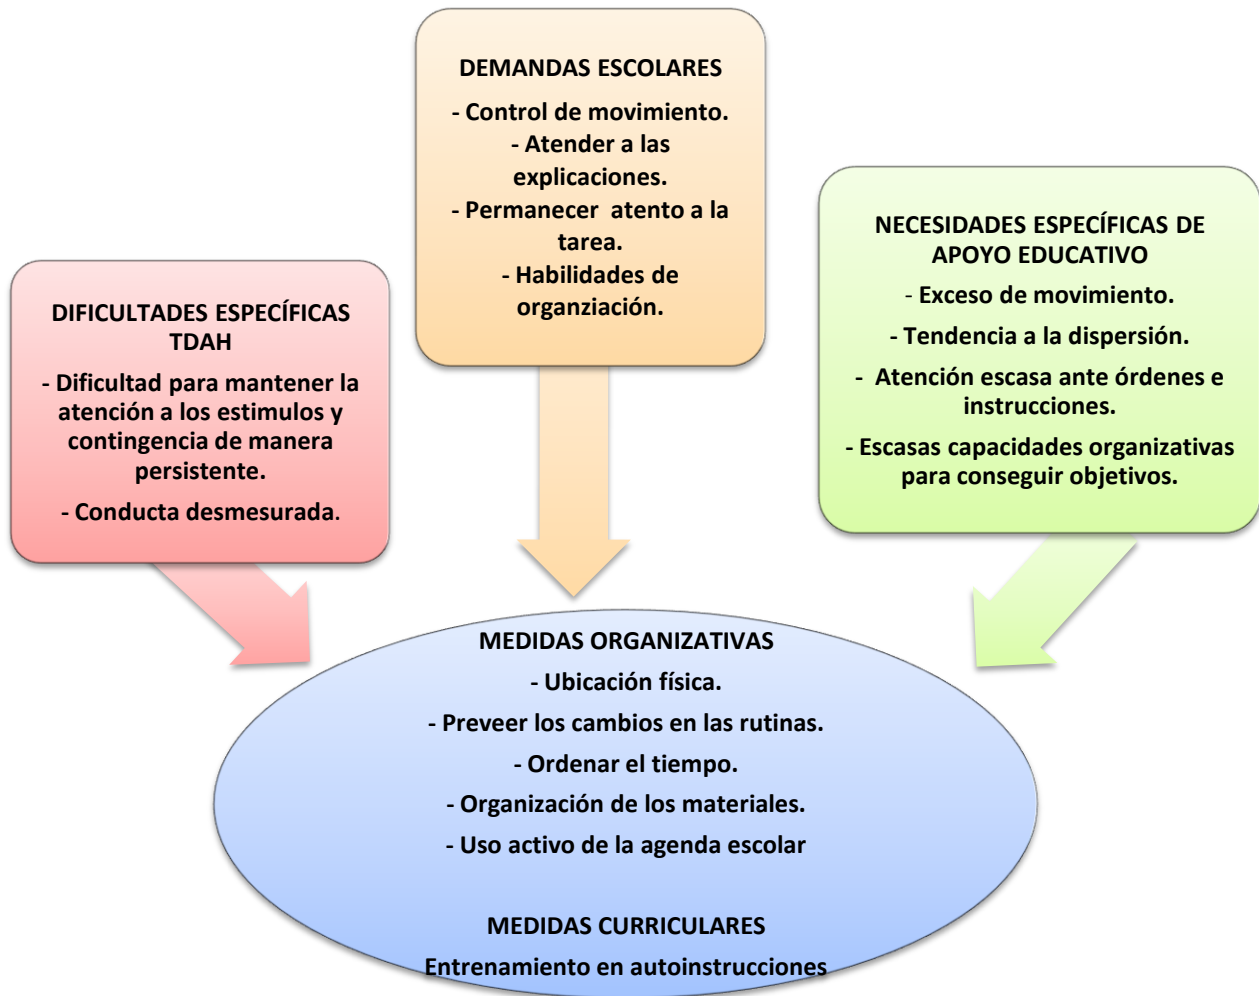 DEMANDAS ESCOLARES
- Control de movimiento.
- Atender a las
explicaciones.
- Permanecer atento a la
tarea.
- Habilidades de
organziación.
NECESIDADES ESPECÍFICAS DE
APOYO EDUCATIVO
- Exceso de movimiento.
- Tendencia a la dispersión.
- Atención escasa ante órdenes e
instrucciones.
- Escasas capacidades organizativas
para conseguir objetivos.
DIFICULTADES ESPECÍFICAS
TDAH
- Dificultad para mantener la
atención a los estimulos y
contingencia de manera
persistente.
- Conducta desmesurada.
MEDIDAS ORGANIZATIVAS
- Ubicación física.
- Preveer los cambios en las rutinas.
- Ordenar el tiempo.
- Organización de los materiales.
- Uso activo de la agenda escolar
MEDIDAS CURRICULARES
Entrenamiento en autoinstrucciones